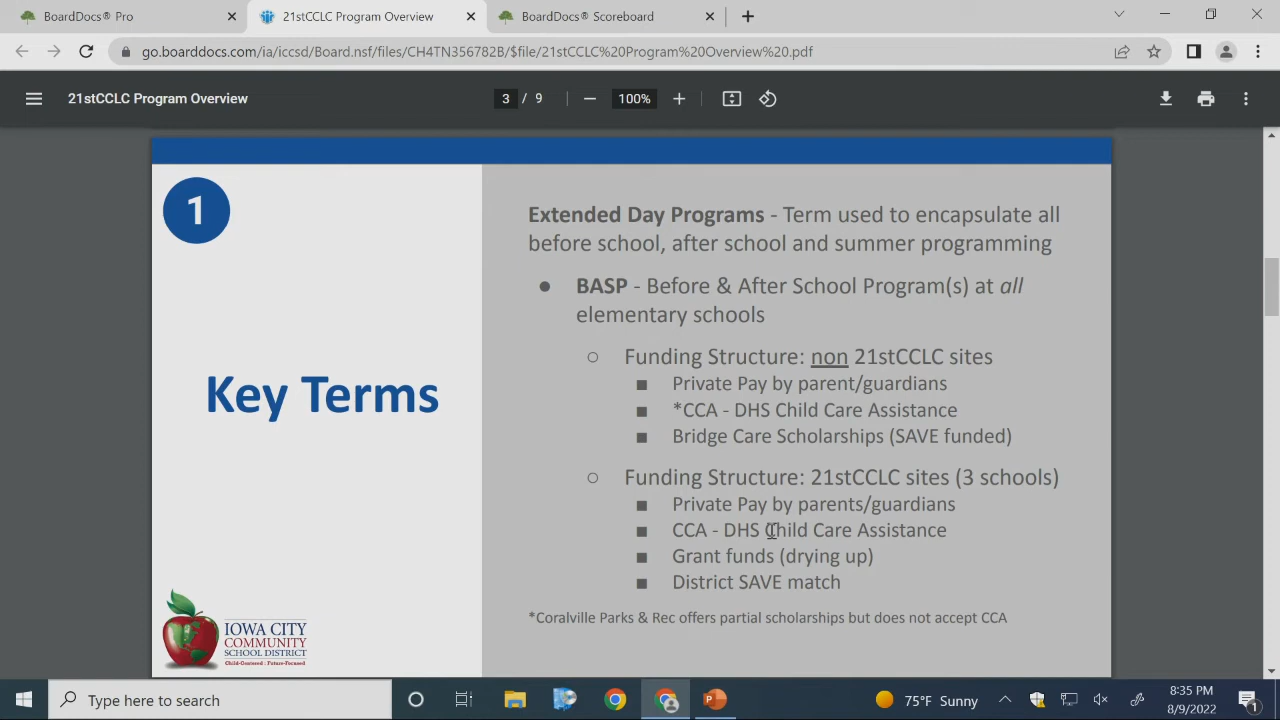 BoardDocs® Pro
21stCCLC Program Overview
BoardDocs® Scoreboard
go.boarddocs.com/ia/iccsd/Board.nsf/files/CH4TN356782B/$file/21stCCLC%20Program%20Overview%20.pdf
21stCCLC Program Overview
3 / 9
100%
1
Key Terms
Extended Day Programs - Term used to encapsulate all
before school, after school and summer programming
● BASP - Before & After School Program(s) at all
elementary schools
○ Funding Structure: non 21stCCLC sites
■ Private Pay by parent/guardians
■ *CCA - DHS Child Care Assistance
■ Bridge Care Scholarships (SAVE funded)
○ Funding Structure: 21stCCLC sites (3 schools)
■ Private Pay by parents/guardians
■ CCA - DHS Child Care Assistance
■ Grant funds (drying up)
■ District SAVE match
*Coralville Parks & Rec offers partial scholarships but does not accept CCA
IOWA CITY
COMMUNITY
SCHOOL DISTRICT
Child-Centered : Future-Focused
Type here to search
75°F Sunny
8:35 PM
8/9/2022
1